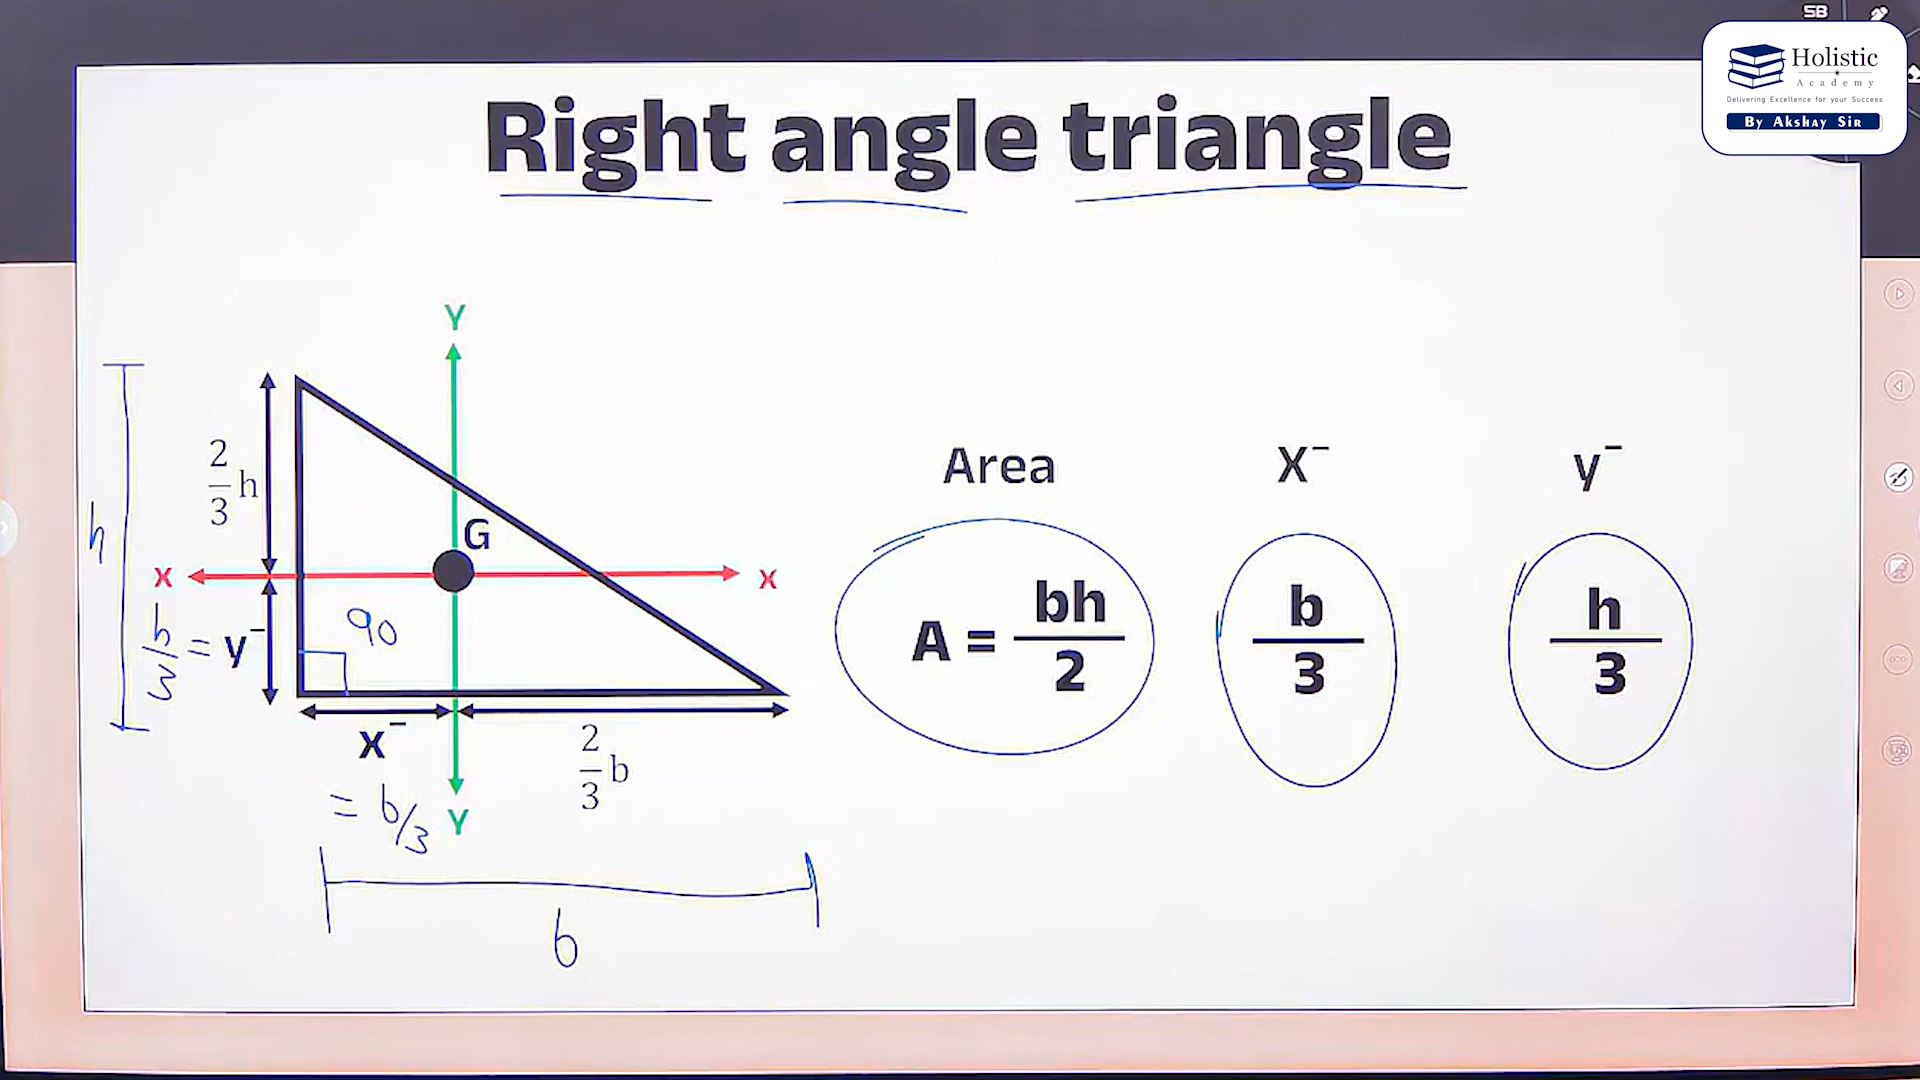 SB
Holistic
Academy
Delivering Excellence for your Success
By Akshay Sir
Right angle triangle
Y
h
2/3 h
G
x
x
90
h/3 = y⁻
x⁻
= b/3
2/3 b
Y
b
Area
X⁻
y⁻
A = bh/2
b/3
h/3